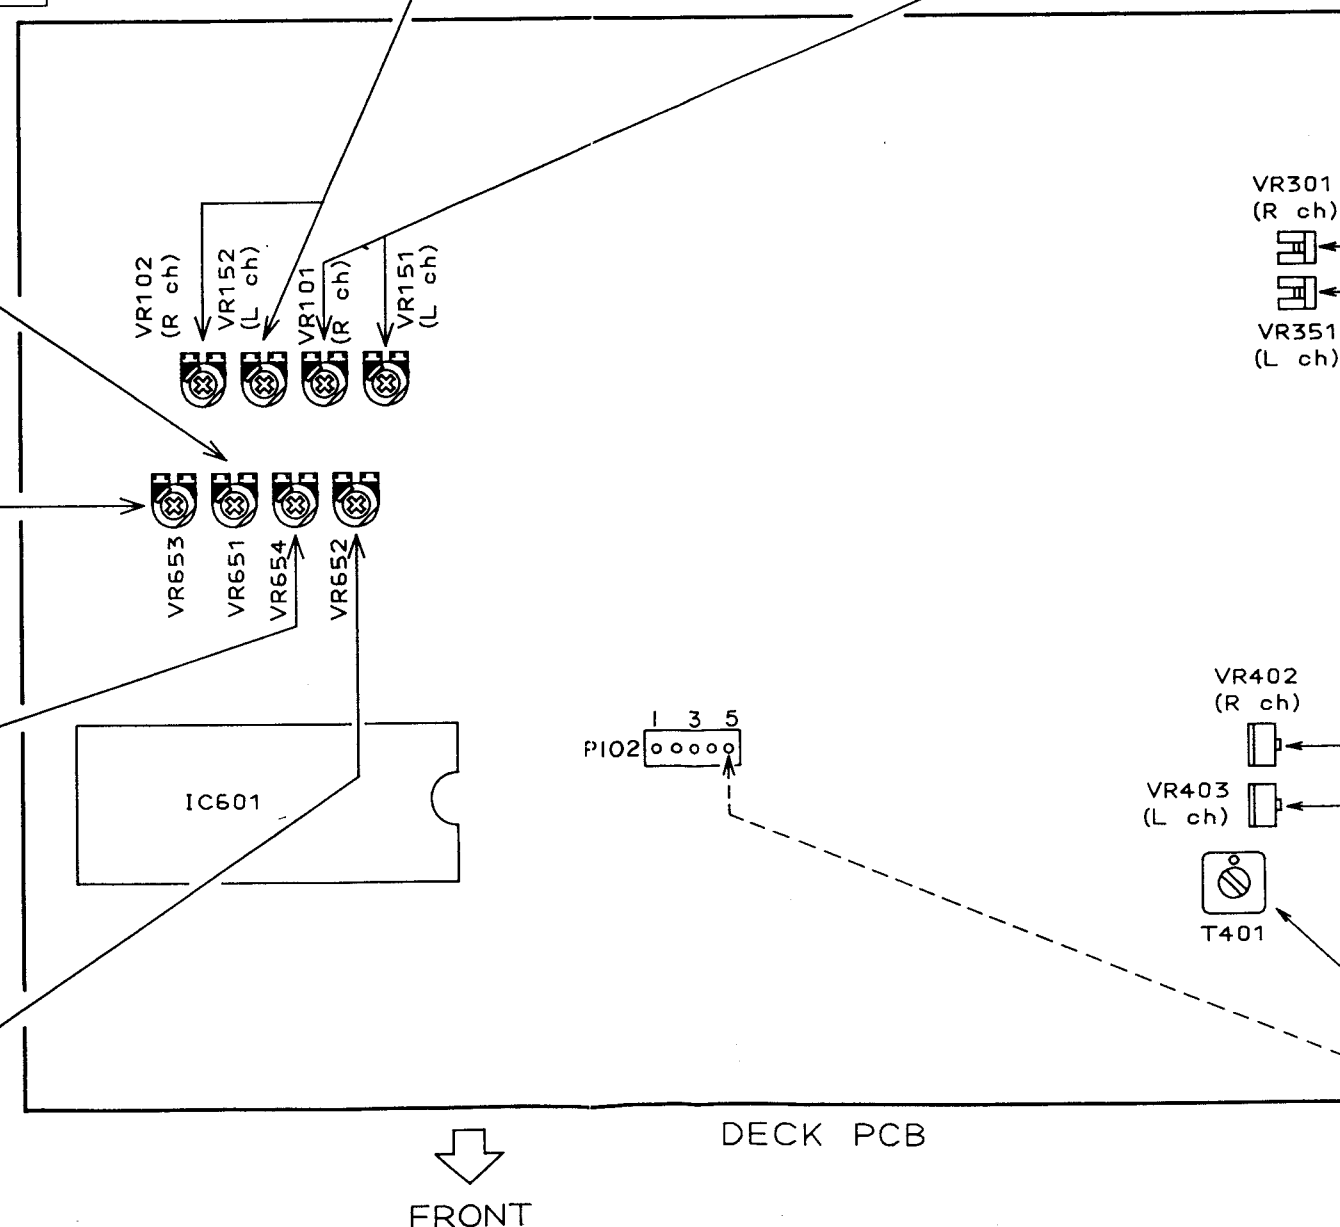 VR301
(R ch)
VR102
(R ch)
VR152
(L ch)
VR101
(R ch)
VR151
(L ch)
VR351
(L ch)
VR653
VR651
VR654
VR652
VR402
(R ch)
1 3 5
P102
VR403
(L ch)
IC601
T401
DECK PCB
FRONT